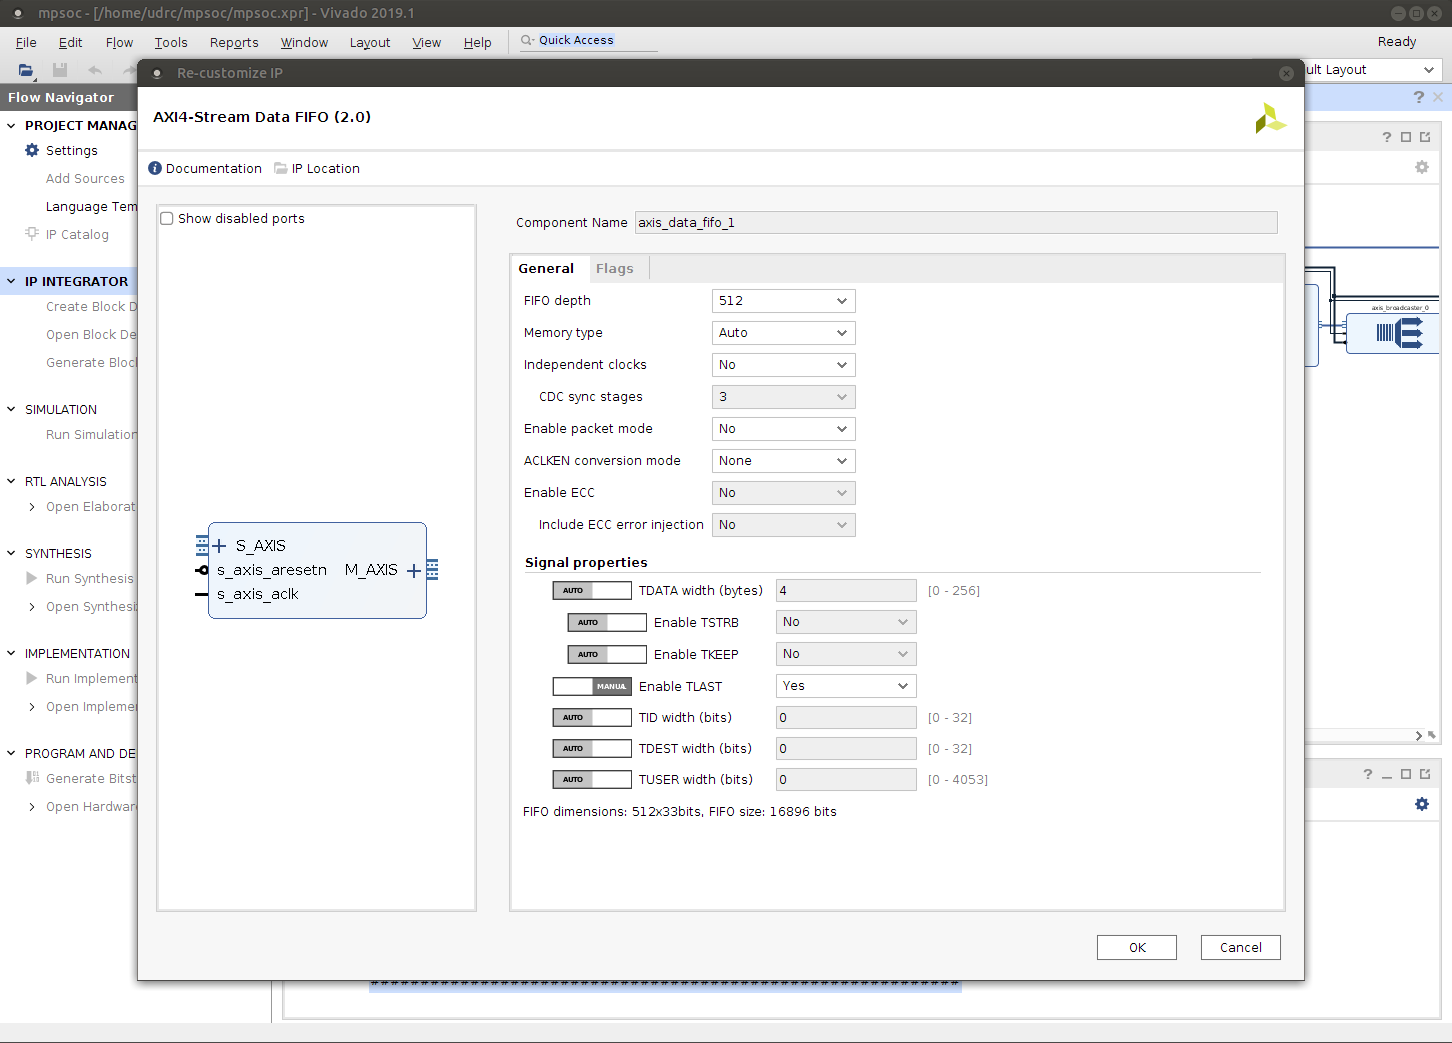 mpsoc - [/home/udrc/mpsoc/mpsoc.xpr] - Vivado 2019.1
File Edit Flow Tools Reports Window Layout View Help Quick Access Ready
ult Layout
Flow Navigator
PROJECT MANAG
Settings
Add Sources
Language Tem
IP Catalog
IP INTEGRATOR
Create Block D
Open Block De
Generate Bloc
SIMULATION
Run Simulation
RTL ANALYSIS
Open Elaborat
SYNTHESIS
Run Synthesis
Open Synthesi
IMPLEMENTATION
Run Implement
Open Impleme
PROGRAM AND DE
Generate Bitst
Open Hardware
Re-customize IP
AXI4-Stream Data FIFO (2.0)
Documentation IP Location
Show disabled ports
S_AXIS
s_axis_aresetn M_AXIS
s_axis_aclk
Component Name axis_data_fifo_1
General Flags
FIFO depth 512
Memory type Auto
Independent clocks No
CDC sync stages 3
Enable packet mode No
ACLKEN conversion mode None
Enable ECC No
Include ECC error injection No
Signal properties
AUTO TDATA width (bytes) 4 [0 - 256]
AUTO Enable TSTRB No
AUTO Enable TKEEP No
MANUAL Enable TLAST Yes
AUTO TID width (bits) 0 [0 - 32]
AUTO TDEST width (bits) 0 [0 - 32]
AUTO TUSER width (bits) 0 [0 - 4053]
FIFO dimensions: 512x33bits, FIFO size: 16896 bits
OK Cancel
axis_broadcaster_0